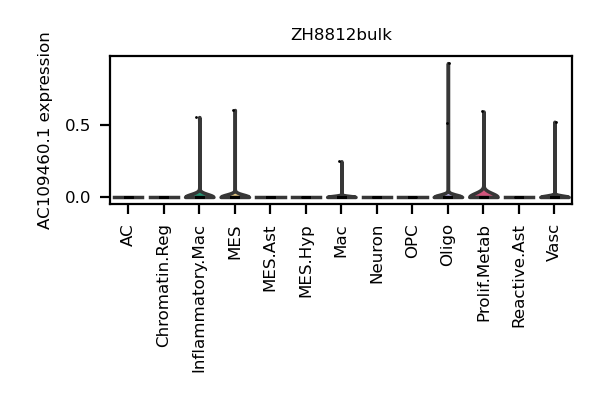 ZH8812bulk
AC109460.1 expression
0.5
0.0
AC
Chromatin.Reg
Inflammatory.Mac
MES
MES.Ast
MES.Hyp
Mac
Neuron
OPC
Oligo
Prolif.Metab
Reactive.Ast
Vasc